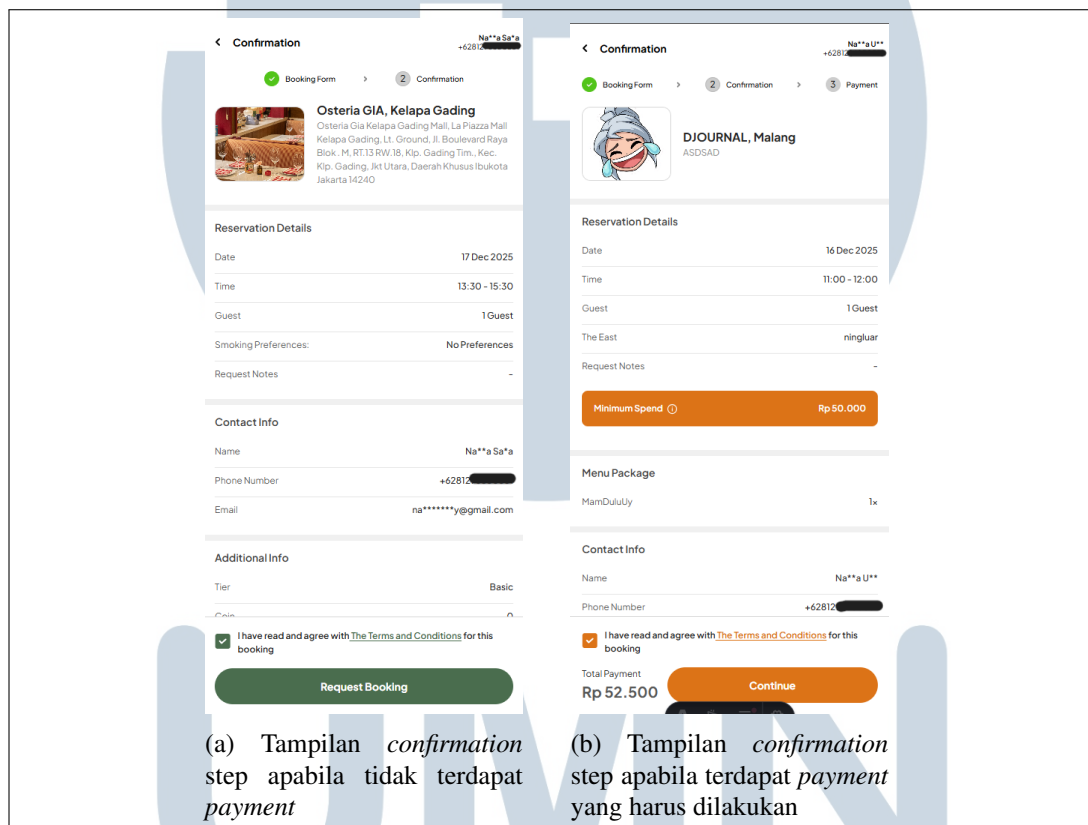 Confirmation
Na**a Sa*a
+62812
Booking Form > 2 Confirmation
Osteria GIA, Kelapa Gading
Osteria Gia Kelapa Gading Mall, La Piazza Mall
Kelapa Gading, Lt. Ground, Jl. Boulevard Raya
Blok . M, RT.13 RW.18, Klp. Gading Tim., Kec.
Klp. Gading, Jkt Utara, Daerah Khusus Ibukota
Jakarta 14240
Reservation Details
Date 17 Dec 2025
Time 13:30 - 15:30
Guest 1 Guest
Smoking Preferences: No Preferences
Request Notes -
Contact Info
Name Na**a Sa*a
Phone Number +62812
Email na*******y@gmail.com
Additional Info
Tier Basic
Coin 0
I have read and agree with The Terms and Conditions for this
booking
Request Booking
(a) Tampilan confirmation
step apabila tidak terdapat
payment
Confirmation
Na**a U**
+62812
Booking Form > 2 Confirmation > 3 Payment
DJOURNAL, Malang
ASDSAD
Reservation Details
Date 16 Dec 2025
Time 11:00 - 12:00
Guest 1 Guest
The East ningluar
Request Notes -
Minimum Spend Rp 50.000
Menu Package
MamDuluUy 1x
Contact Info
Name Na**a U**
Phone Number +62812
I have read and agree with The Terms and Conditions for this
booking
Total Payment
Rp 52.500
Continue
(b) Tampilan confirmation
step apabila terdapat payment
yang harus dilakukan
UMN